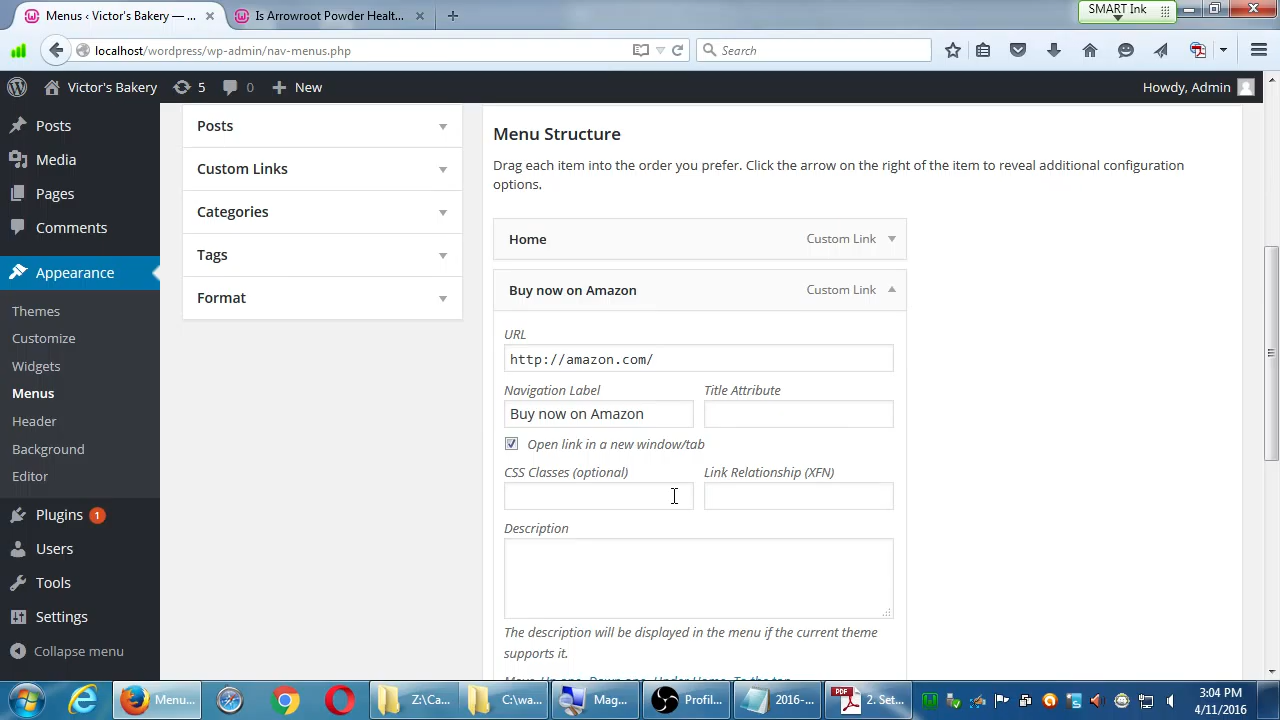 Menus ‹ Victor's Bakery — ...
Is Arrowroot Powder Healt...
SMART Ink
localhost/wordpress/wp-admin/nav-menus.php
Search
Victor's Bakery
5
0
New
Howdy, Admin
Posts
Media
Pages
Comments
Appearance
Themes
Customize
Widgets
Menus
Header
Background
Editor
Plugins 1
Users
Tools
Settings
Collapse menu
Posts
Custom Links
Categories
Tags
Format
Menu Structure
Drag each item into the order you prefer. Click the arrow on the right of the item to reveal additional configuration
options.
Home
Custom Link
Buy now on Amazon
Custom Link
URL
http://amazon.com/
Navigation Label
Title Attribute
Buy now on Amazon
Open link in a new window/tab
CSS Classes (optional)
Link Relationship (XFN)
Description
The description will be displayed in the menu if the current theme
supports it.
Menu...
Z:\Ca...
C:\wa...
Mag...
Profil...
2016-...
PDF
2. Set...
3:04 PM
4/11/2016